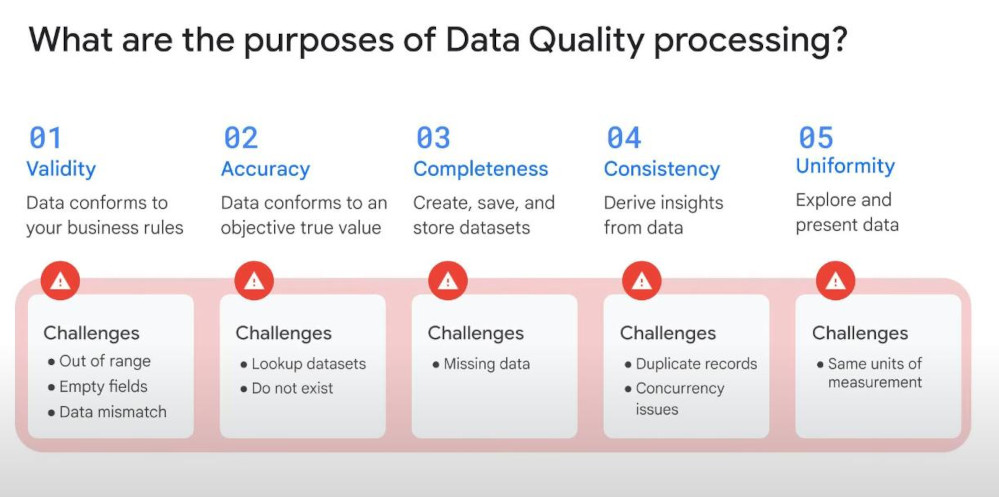 What are the purposes of Data Quality processing?
01
Validity
Data conforms to
your business rules
02
Accuracy
Data conforms to an
objective true value
03
Completeness
Create, save, and
store datasets
04
Consistency
Derive insights
from data
05
Uniformity
Explore and
present data
Challenges
• Out of range
• Empty fields
• Data mismatch
Challenges
• Lookup datasets
• Do not exist
Challenges
• Missing data
Challenges
• Duplicate records
• Concurrency
issues
Challenges
• Same units of
measurement